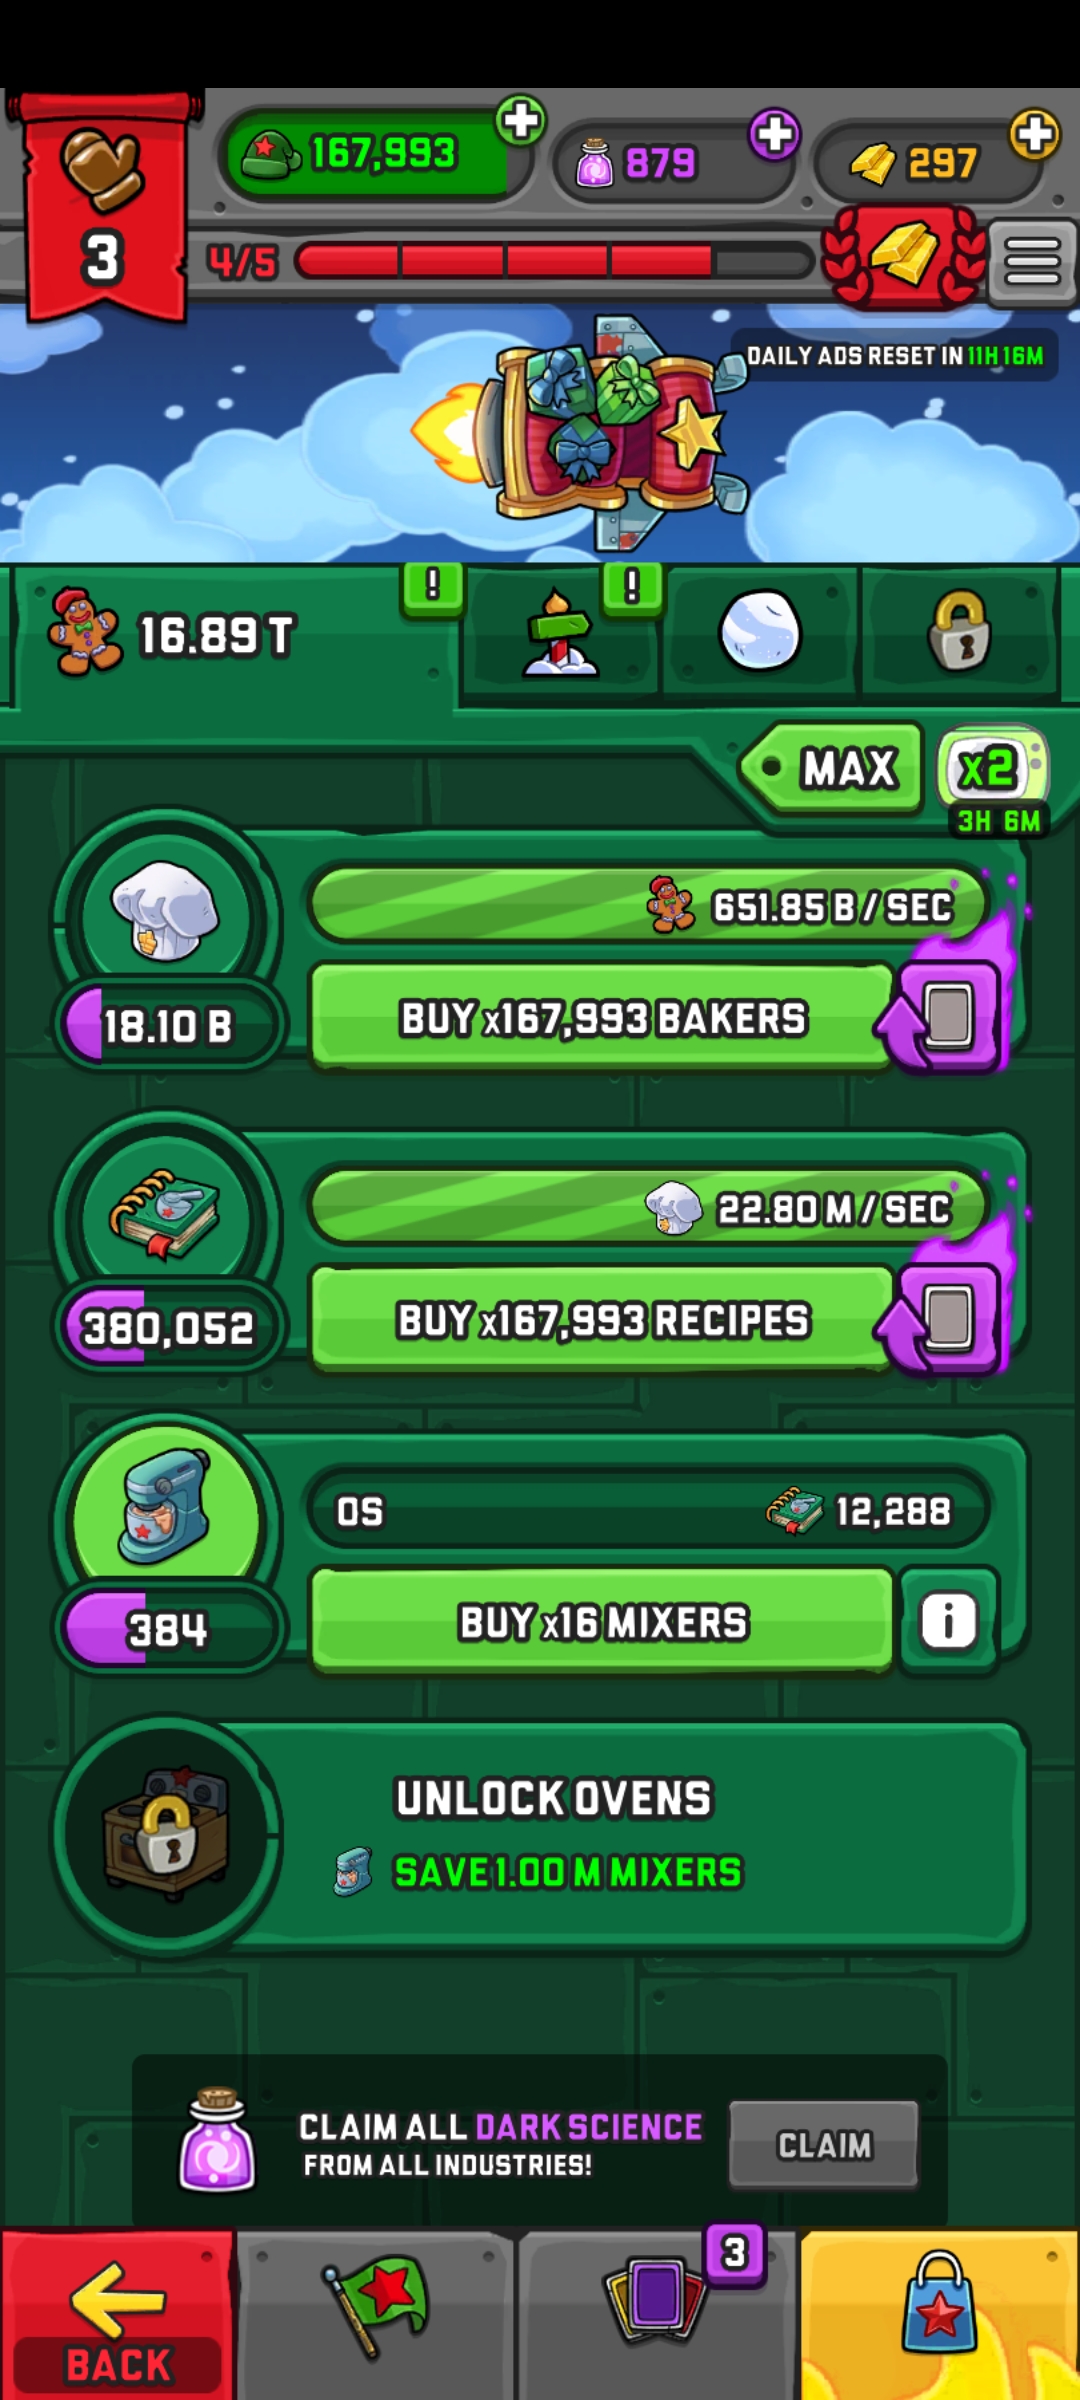 167,993
879
297
3
4/5
DAILY ADS RESET IN 11H 16M
16.89 T
!
!
MAX
x2
3H 6M
651.85 B / SEC
18.10 B
BUY x167,993 BAKERS
22.80 M / SEC
380,052
BUY x167,993 RECIPES
0S
12,288
384
BUY x16 MIXERS
i
UNLOCK OVENS
SAVE 1.00 M MIXERS
CLAIM ALL DARK SCIENCE
FROM ALL INDUSTRIES!
CLAIM
3
BACK